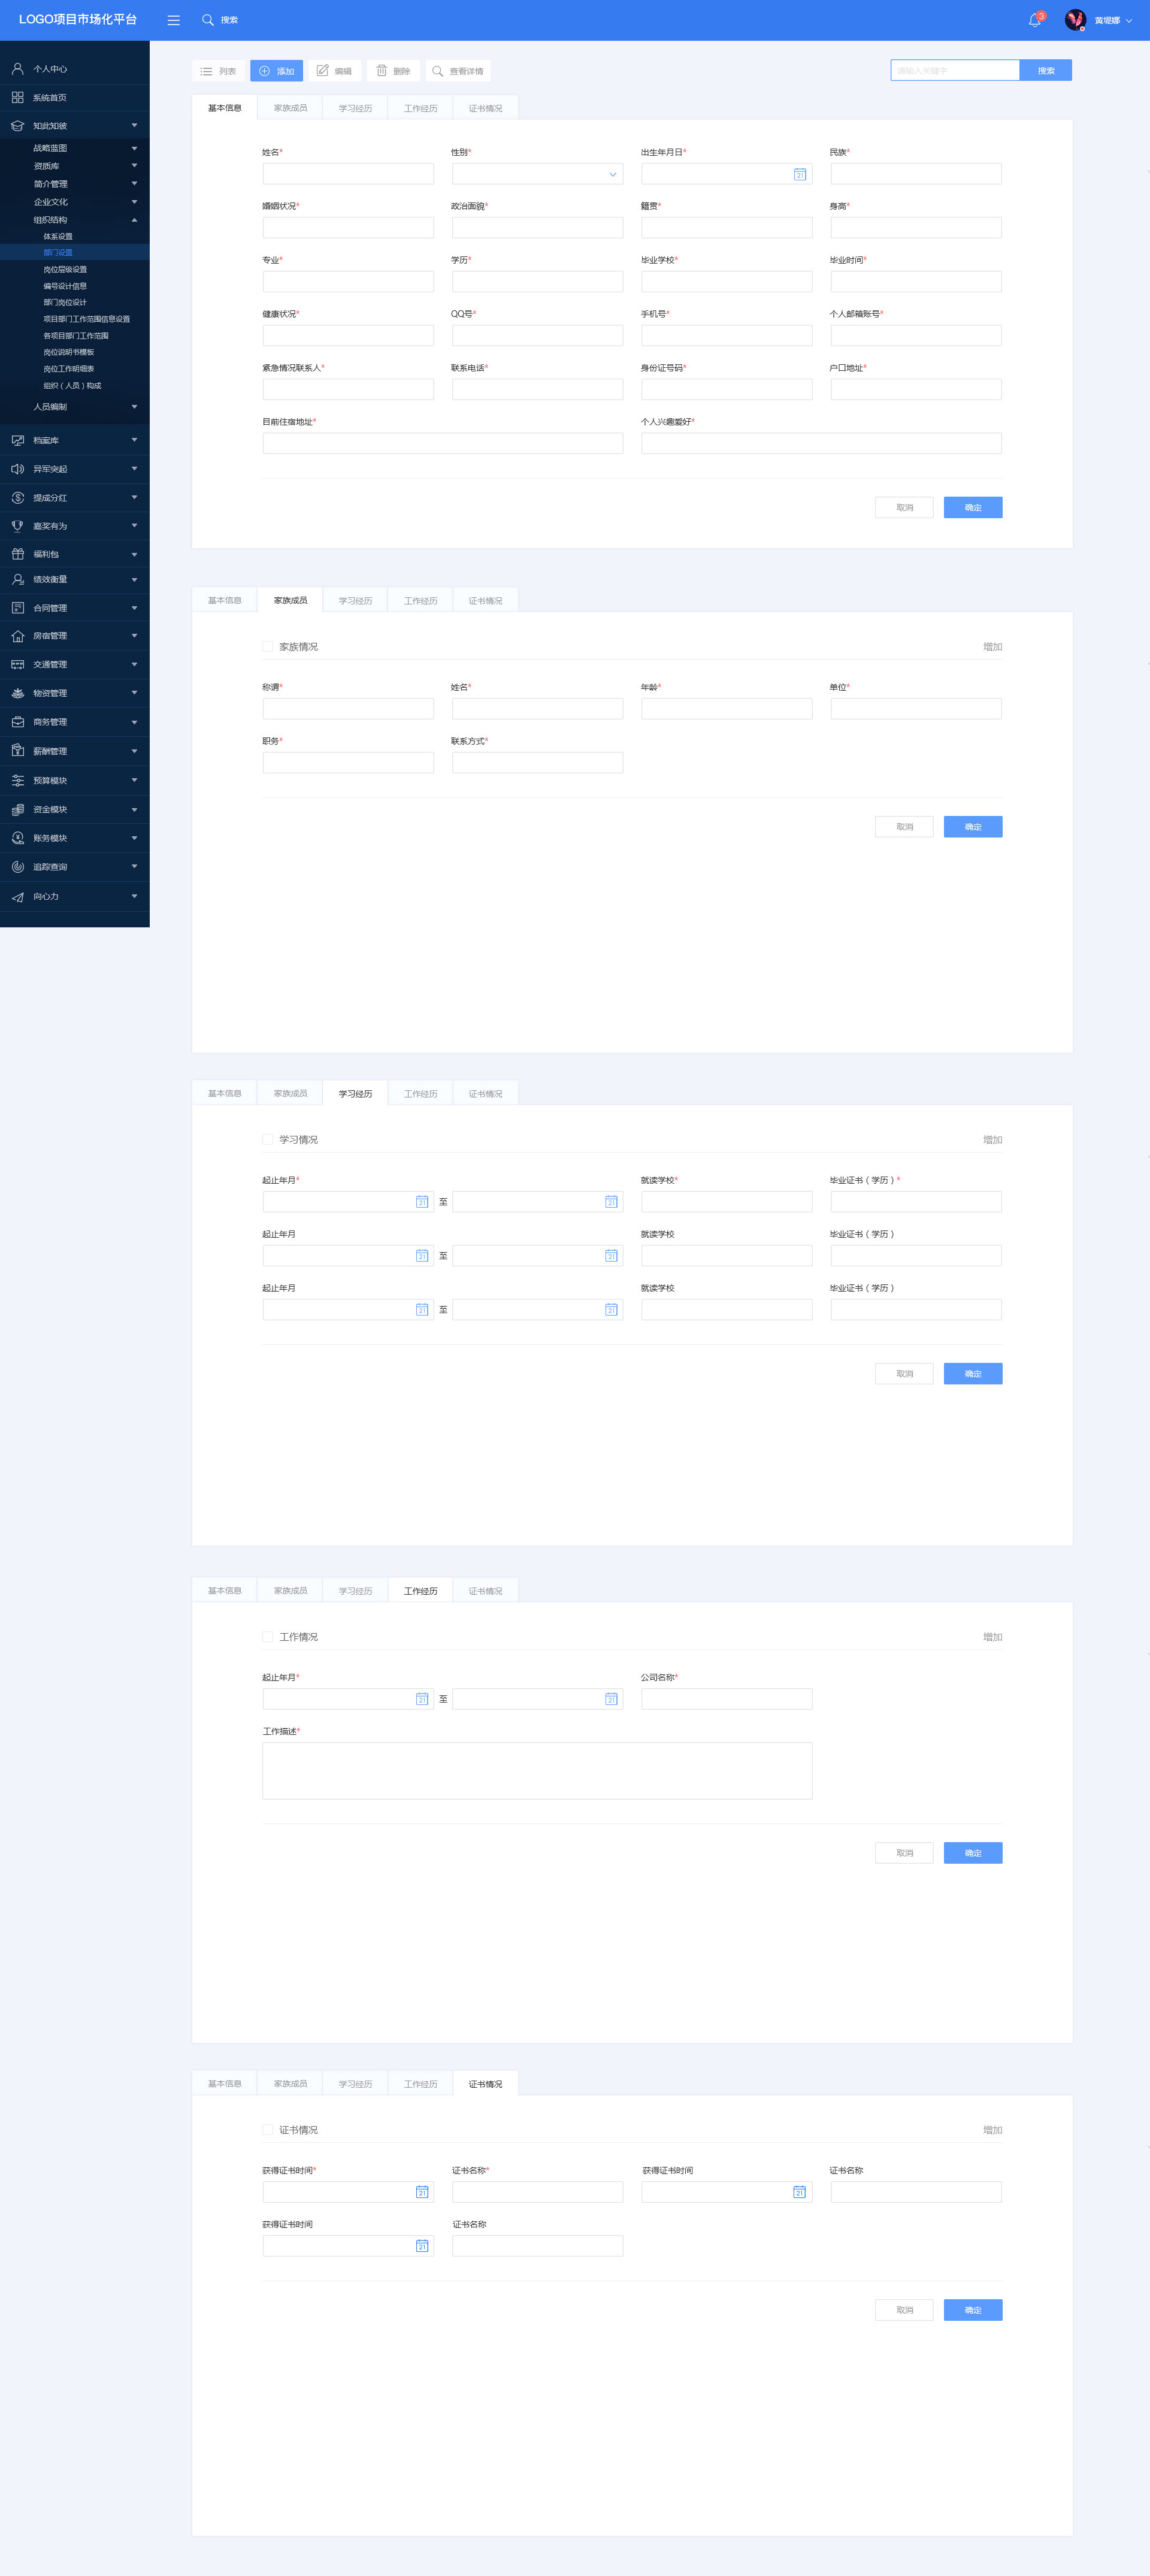 LOGO项目市场化平台 搜索 3 黄堤娜
个人中心
系统首页
知此知彼
战略蓝图
资质库
简介管理
企业文化
组织结构
体系设置
部门设置
岗位层级设置
编号设计信息
部门岗位设计
项目部门工作范围信息设置
各项目部门工作范围
岗位说明书模板
岗位工作明细表
组织（人员）构成
人员编制
档案库
异军突起
提成分红
嘉奖有为
福利包
绩效衡量
合同管理
房宿管理
交通管理
物资管理
商务管理
薪酬管理
预算模块
资金模块
账务模块
追踪查询
向心力
列表 添加 编辑 删除 查看详情 请输入关键字 搜索
基本信息 家族成员 学习经历 工作经历 证书情况
姓名* 性别* 出生年月日* 民族*
21
婚姻状况* 政治面貌* 籍贯* 身高*
专业* 学历* 毕业学校* 毕业时间*
健康状况* QQ号* 手机号* 个人邮箱账号*
紧急情况联系人* 联系电话* 身份证号码* 户口地址*
目前住宿地址* 个人兴趣爱好*
取消 确定
基本信息 家族成员 学习经历 工作经历 证书情况
家族情况 增加
称谓* 姓名* 年龄* 单位*
职务* 联系方式*
取消 确定
基本信息 家族成员 学习经历 工作经历 证书情况
学习情况 增加
起止年月* 就读学校* 毕业证书（学历）*
21 至 21
起止年月 就读学校 毕业证书（学历）
21 至 21
起止年月 就读学校 毕业证书（学历）
21 至 21
取消 确定
基本信息 家族成员 学习经历 工作经历 证书情况
工作情况 增加
起止年月* 公司名称*
21 至 21
工作描述*
取消 确定
基本信息 家族成员 学习经历 工作经历 证书情况
证书情况 增加
获得证书时间* 证书名称* 获得证书时间 证书名称
21 21
获得证书时间 证书名称
21
取消 确定